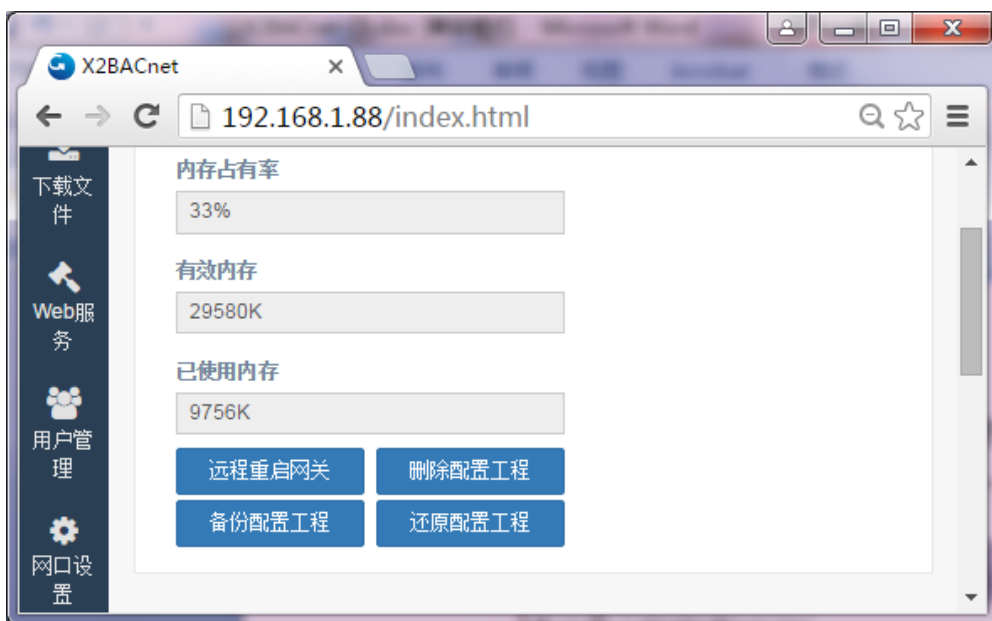 X2BACnet
192.168.1.88/index.html
下载文
件
Web服
务
用户管
理
网口设
置
内存占有率
33%
有效内存
29580K
已使用内存
9756K
远程重启网关 删除配置工程
备份配置工程 还原配置工程